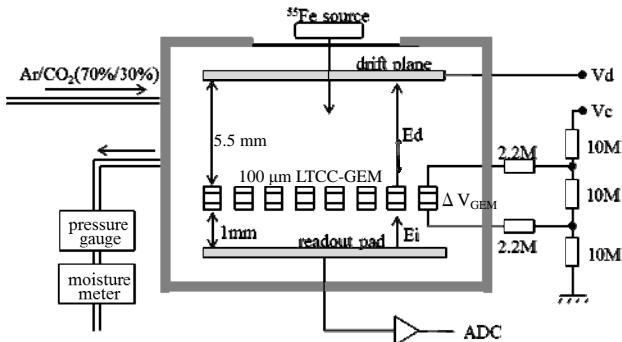 ⁵⁵Fe source
drift plane
Ar/CO₂(70%/30%)
Vd
Vc
10M
5.5 mm
Ed
2.2M
100 μm LTCC-GEM
10M
Δ V_GEM
pressure
gauge
1mm
readout pad
Ei
2.2M
10M
moisture
meter
ADC